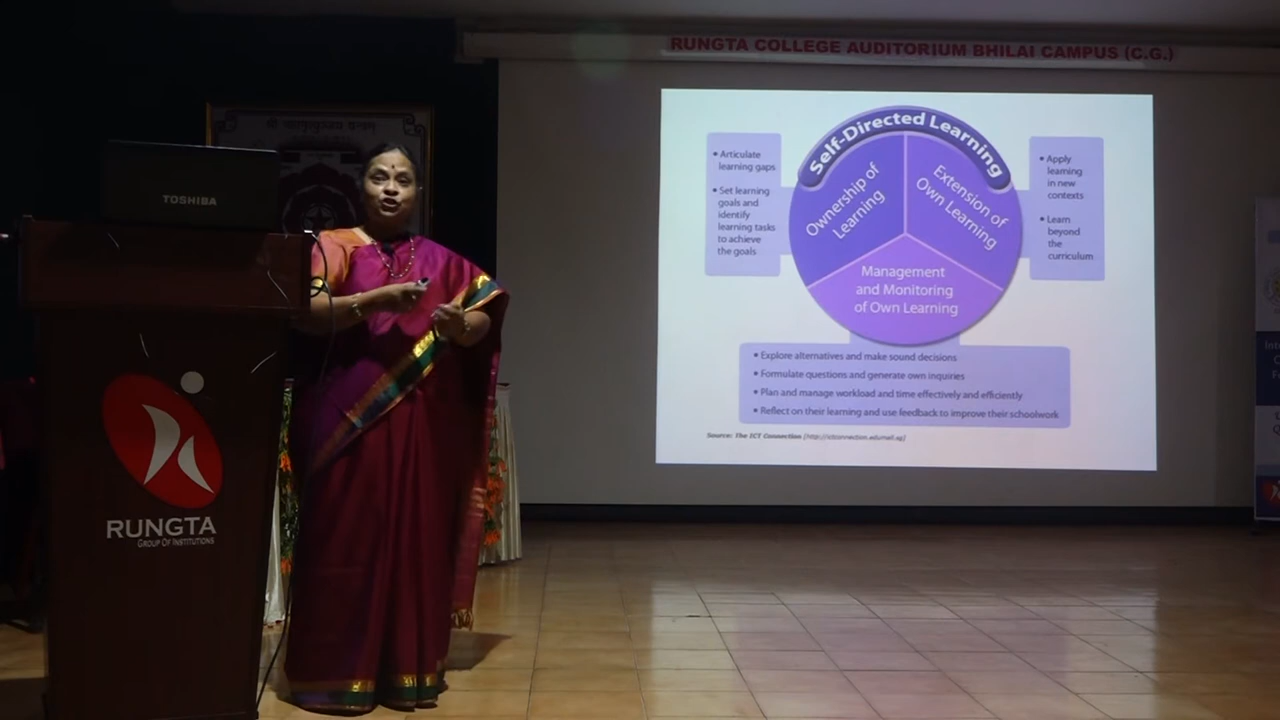 RUNGTA COLLEGE AUDITORIUM BHILAI CAMPUS (C.G.)
TOSHIBA
RUNGTA
GROUP OF INSTITUTIONS
Self-Directed Learning
• Articulate
learning gaps
• Set learning
goals and
identify
learning tasks
to achieve
the goals
Ownership of
Learning
Extension of
Own Learning
• Apply
learning
in new
contexts
• Learn
beyond
the
curriculum
Management
and Monitoring
of Own Learning
• Explore alternatives and make sound decisions
• Formulate questions and generate own inquiries
• Plan and manage workload and time effectively and efficiently
• Reflect on their learning and use feedback to improve their schoolwork
Source: The ICT Connection